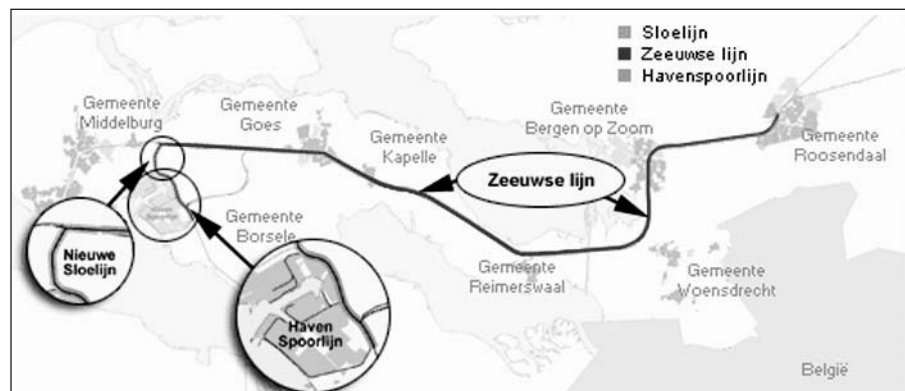 Sloelijn
Zeeuwse lijn
Havenspoorlijn
Gemeente
Middelburg
Gemeente
Goes
Gemeente
Kapelle
Gemeente
Bergen op Zoom
Gemeente
Roosendaal
Zeeuwse lijn
Gemeente
Borsele
Nieuwe
Sloelijn
Haven
Spoorlijn
Gemeente
Reimerswaal
Gemeente
Woensdrecht
België